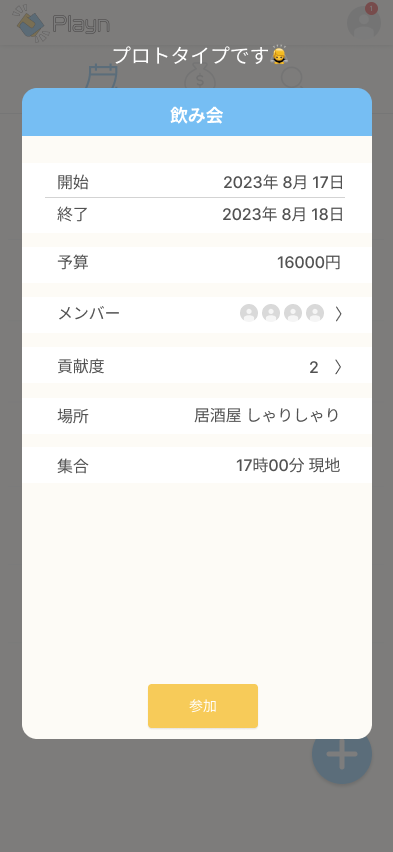 Playn
1
プロトタイプです🙇
飲み会
開始 2023年 8月 17日
終了 2023年 8月 18日
予算 16000円
メンバー 〉
貢献度 2 〉
場所 居酒屋 しゃりしゃり
集合 17時00分 現地
参加